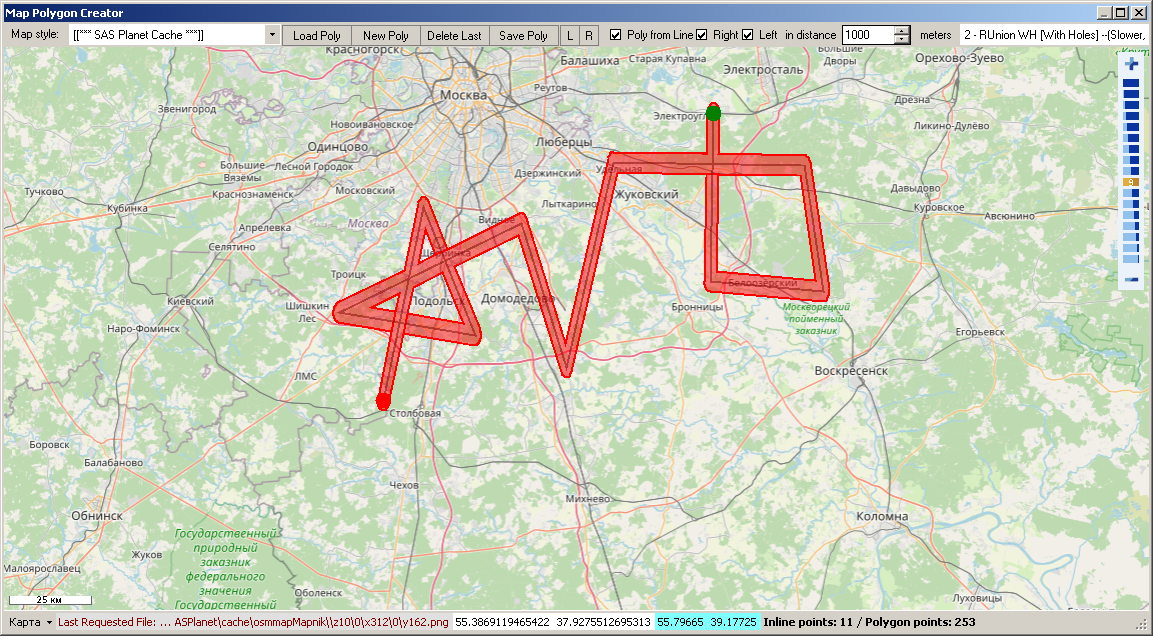 Map Polygon Creator
Map style: [[*** SAS Planet Cache ***]] Load Poly New Poly Delete Last Save Poly L R Poly from Line Right Left in distance 1000 meters 2 - RUnion WH [With Holes] --(Slower,
Красногорск
Балашиха
Старая Купавна
Большие Дворы
Орехово-Зуево
Электросталь
Москва
Реутов
Дрезна
Звенигород
Новоивановское
Ликино-Дулёво
Одинцово
Люберцы
Большие Вяземы
Лесной Городок
Дзержинский
Удельная
Тучково
Краснознаменск
Московский
Жуковский
Давыдово
Кубинка
Лыткарино
Куровское
Авсюнино
Апрелевка
Москва
Видное
Селятино
Щербинка
Троицк
Белоозёрский
Киевский
Шишкин Лес
Подольск
Домодедово
Бронницы
Москворецкий
пойменный
заказник
Наро-Фоминск
Егорьевск
ЛМС
Воскресенск
Столбовая
Боровск
Балабаново
Чехов
Михнево
Обнинск
Коломна
Государственный
природный
заказник
федерального
значения
Государственный
Жуков
Малоярославец
Оболенск
Луховицы
25 км
Карта Last Requested File: ... ASPlanet\cache\osmmapMapnik\\z10\0\x312\0\y162.png 55.3869119465422 37.9275512695313 55.79665 39.17725 Inline points: 11 / Polygon points: 253